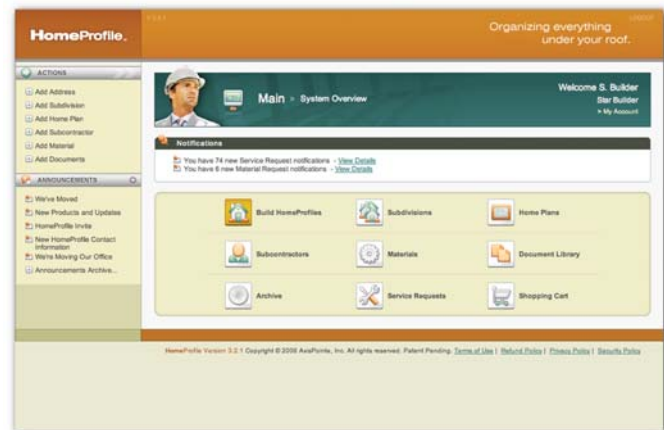 HomeProfile.
V 3.2.1
LOGOUT
Organizing everything
under your roof.
ACTIONS
Add Address
Add Subdivision
Add Home Plan
Add Subcontractor
Add Material
Add Documents
ANNOUNCEMENTS
We've Moved
New Products and Updates
HomeProfile Invite
New HomeProfile Contact
Information
We're Moving Our Office
Announcements Archive...
Main > System Overview
Welcome S. Builder
Star Builder
> My Account
Notifications
You have 74 new Service Request notifications - View Details
You have 6 new Material Request notifications - View Details
Build HomeProfiles
Subdivisions
Home Plans
Subcontractors
Materials
Document Library
Archive
Service Requests
Shopping Cart
HomeProfile Version 3.2.1 Copyright © 2008 AvaPointe, Inc. All rights reserved. Patent Pending. Terms of Use | Refund Policy | Privacy Policy | Security Policy